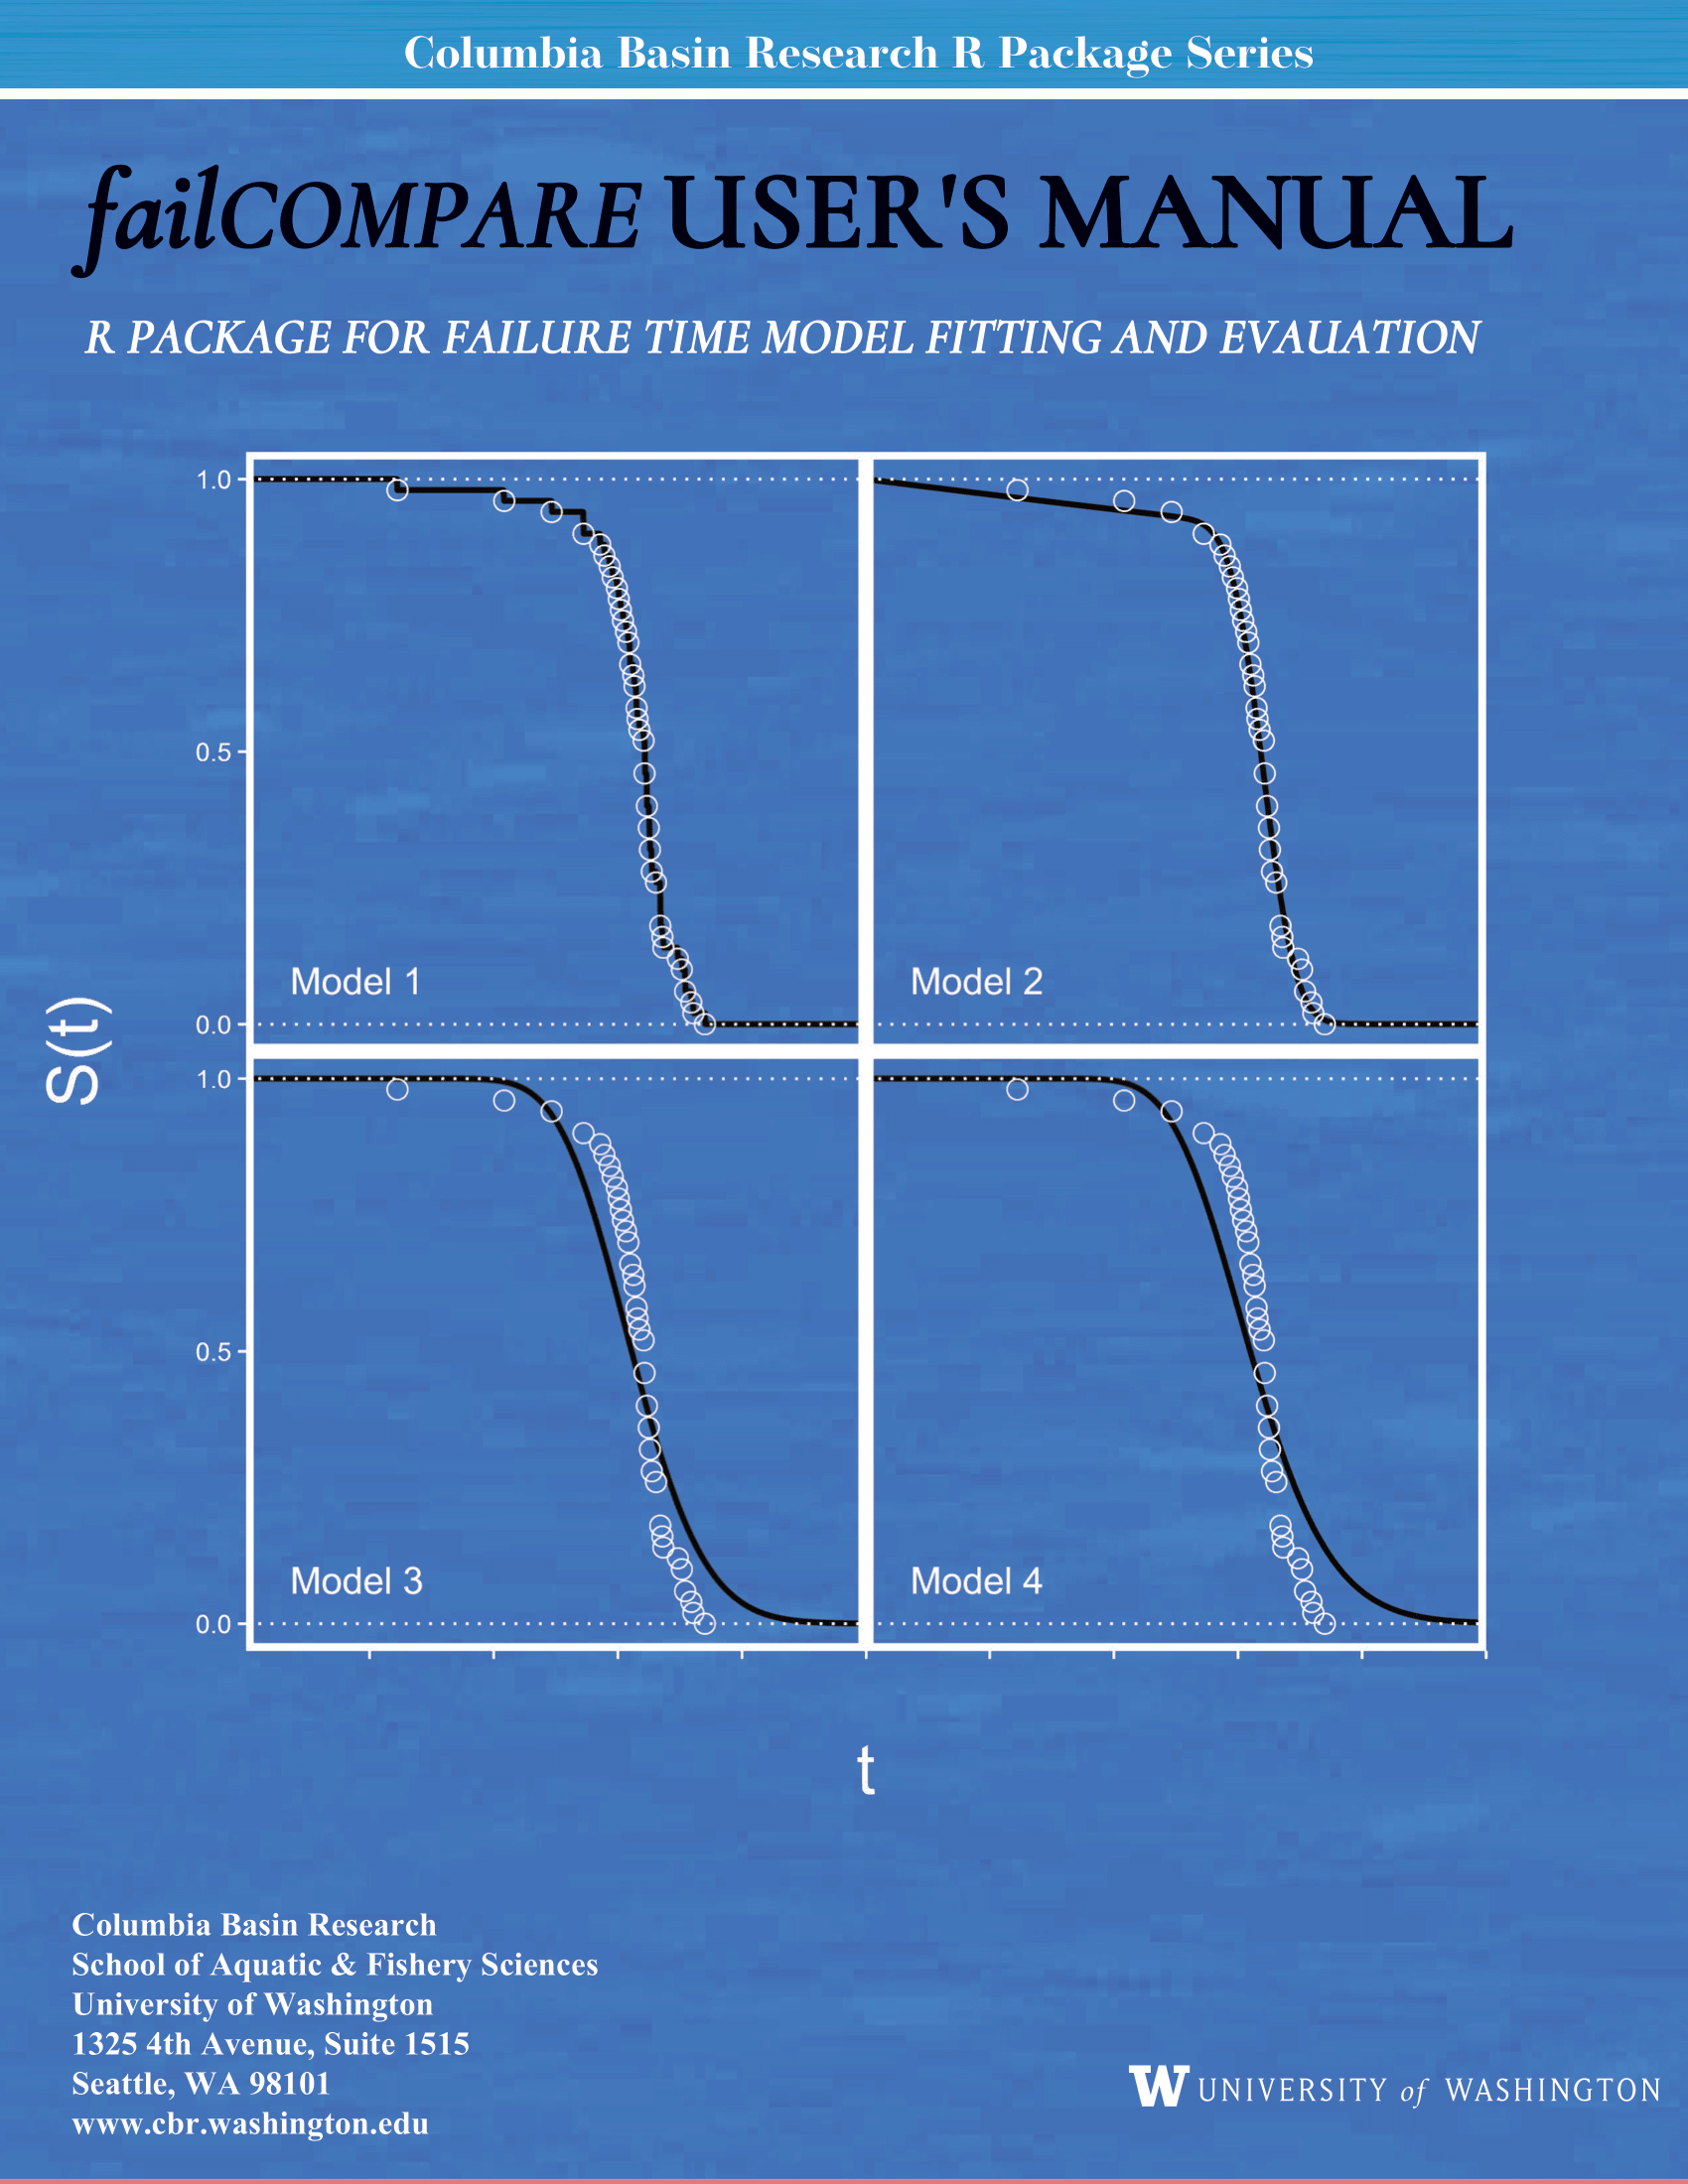 Columbia Basin Research R Package Series
failCOMPARE USER'S MANUAL
R PACKAGE FOR FAILURE TIME MODEL FITTING AND EVAUATION
1.0
0.5
0.0
Model 1
Model 2
S(t)
1.0
0.5
0.0
Model 3
Model 4
t
Columbia Basin Research
School of Aquatic & Fishery Sciences
University of Washington
1325 4th Avenue, Suite 1515
Seattle, WA 98101
www.cbr.washington.edu
W UNIVERSITY of WASHINGTON